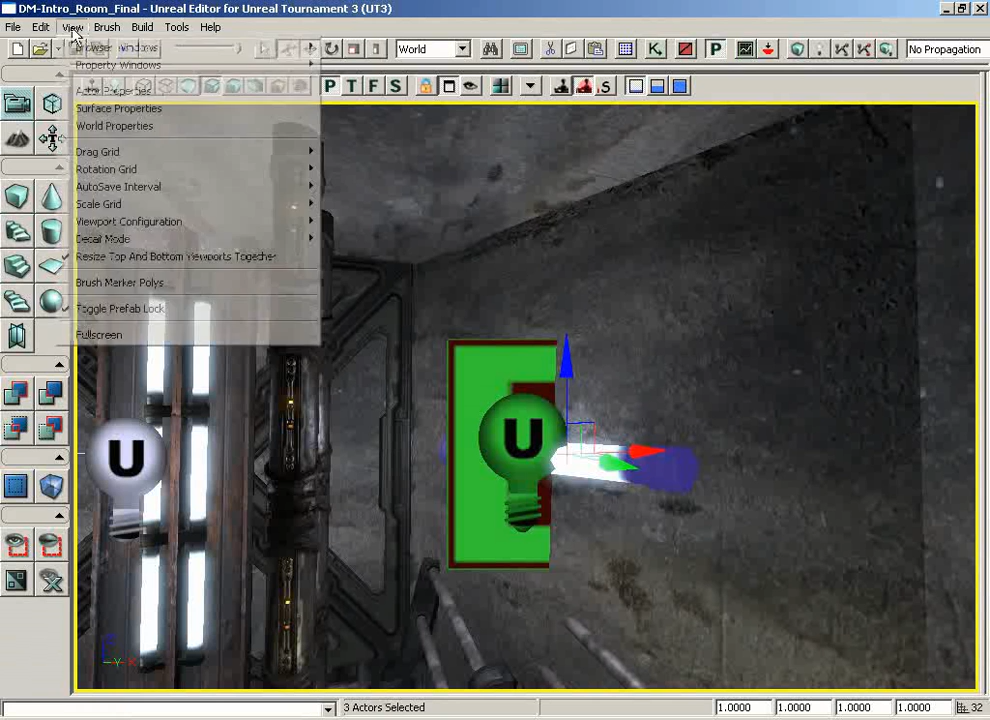 DM-Intro_Room_Final - Unreal Editor for Unreal Tournament 3 (UT3)
File Edit View Brush Build Tools Help
World
P
No Propagation
P T F S
S
Browser Windows
Property Windows
Actor Properties
Surface Properties
World Properties
Drag Grid
Rotation Grid
AutoSave Interval
Scale Grid
Viewport Configuration
Detail Mode
Resize Top And Bottom Viewports Together
Brush Marker Polys
Toggle Prefab Lock
Fullscreen
U
U
Y X
3 Actors Selected
1.0000 1.0000 1.0000 1.0000 32